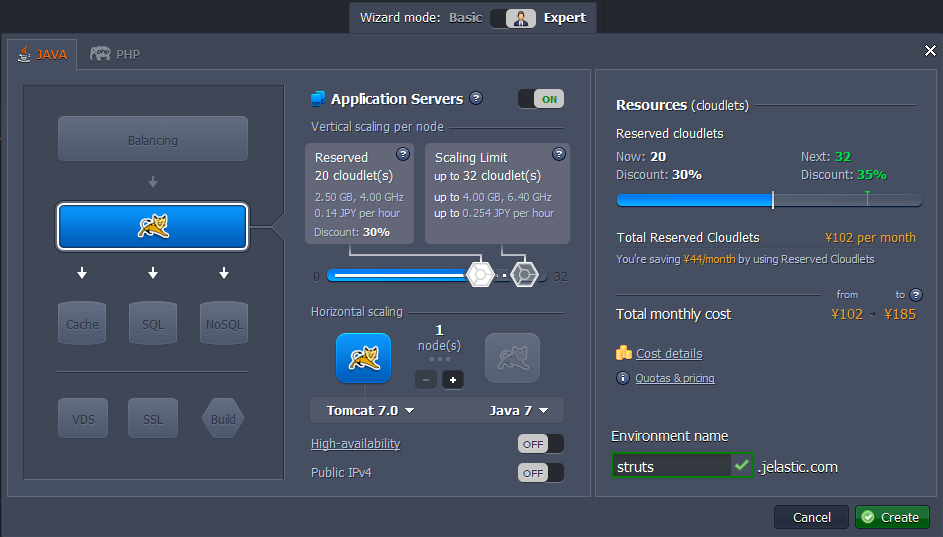 Wizard mode: Basic Expert
JAVA PHP
Balancing
Cache SQL NoSQL
VDS SSL Build
Application Servers ? ON
Vertical scaling per node
Reserved ?
20 cloudlet(s)
2.50 GB, 4.00 GHz
0.14 JPY per hour
Discount: 30%
Scaling Limit ?
up to 32 cloudlet(s)
up to 4.00 GB, 6.40 GHz
up to 0.254 JPY per hour
0 32
Horizontal scaling
1
node(s)
- +
Tomcat 7.0 Java 7
High-availability OFF
Public IPv4 OFF
Resources (cloudlets)
Reserved cloudlets
Now: 20 Next: 32
Discount: 30% Discount: 35%
Total Reserved Cloudlets ¥102 per month
You're saving ¥44/month by using Reserved Cloudlets
from to ?
Total monthly cost ¥102 → ¥185
Cost details
Quotas & pricing
Environment name
struts .jelastic.com
Cancel Create